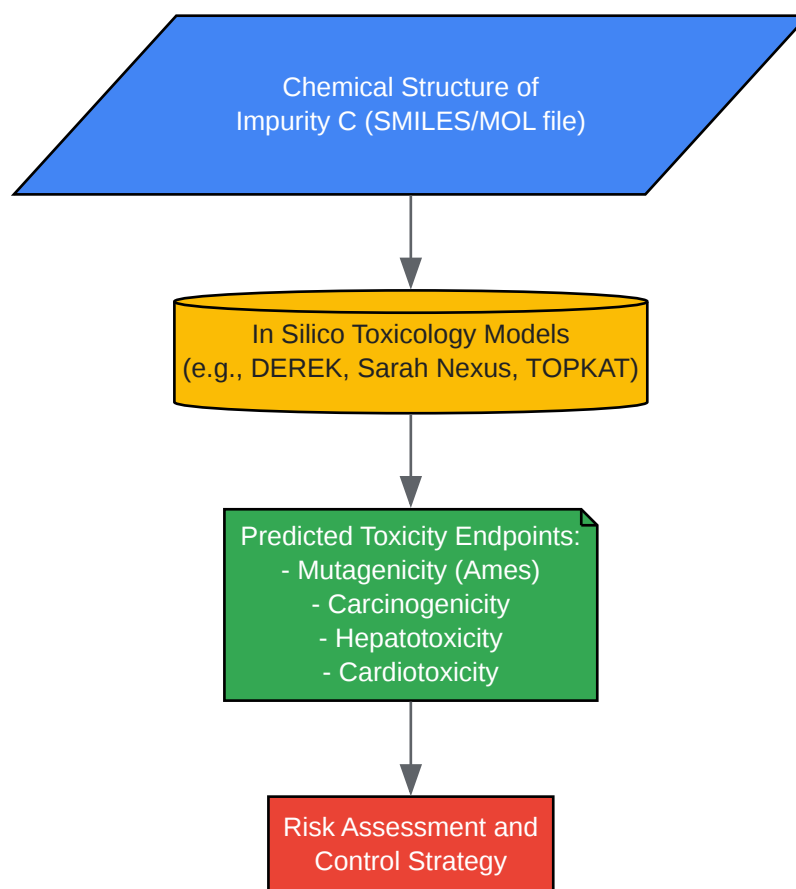 Chemical Structure of
Impurity C (SMILES/MOL file)
In Silico Toxicology Models
(e.g., DEREK, Sarah Nexus, TOPKAT)
Predicted Toxicity Endpoints:
- Mutagenicity (Ames)
- Carcinogenicity
- Hepatotoxicity
- Cardiotoxicity
Risk Assessment and
Control Strategy